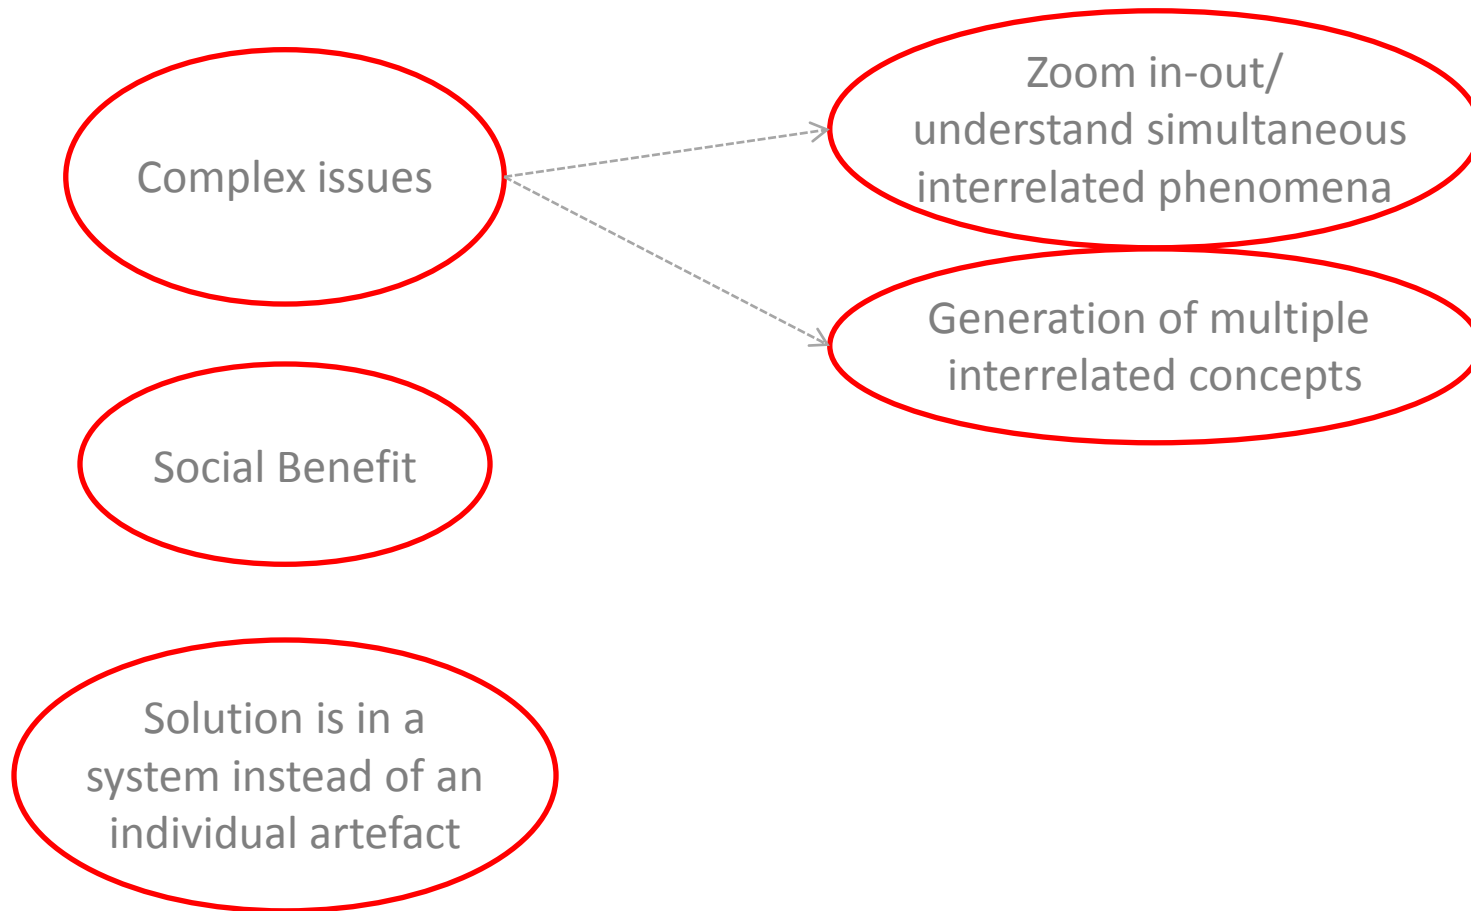 Complex issues
Zoom in-out/
understand simultaneous
interrelated phenomena
Generation of multiple
interrelated concepts
Social Benefit
Solution is in a
system instead of an
individual artefact